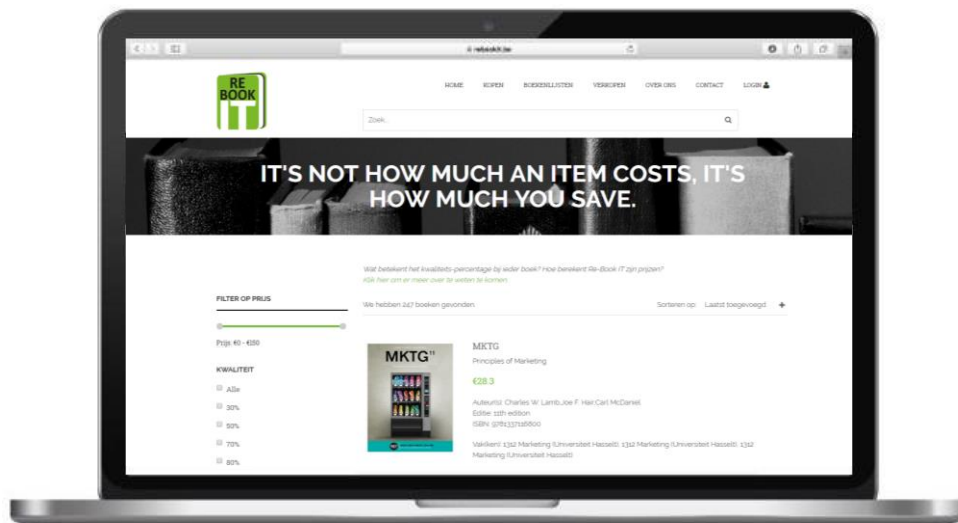 rebookit.be
RE
BOOK
IT
HOME KOPEN BOEKENLIJSTEN VERKOPEN OVER ONS CONTACT LOGIN
Zoek..
IT'S NOT HOW MUCH AN ITEM COSTS, IT'S
HOW MUCH YOU SAVE.
Wat betekent het kwaliteits-percentage bij ieder boek? Hoe berekent Re-Book IT zijn prijzen?
Klik hier om er meer over te weten te komen.
FILTER OP PRIJS
We hebben 247 boeken gevonden.
Sorteren op: Laatst toegevoegd +
Prijs: €0 - €150
KWALITEIT
Alle
30%
50%
70%
80%
MKTG11
MKTG
Principles of Marketing
€28.3
Auteur(s): Charles W. Lamb,Joe F. Hair,Carl McDaniel
Editie: 11th edition
ISBN: 9781337116800
Vak(ken): 1312 Marketing (Universiteit Hasselt), 1312 Marketing (Universiteit Hasselt), 1312
Marketing (Universiteit Hasselt)